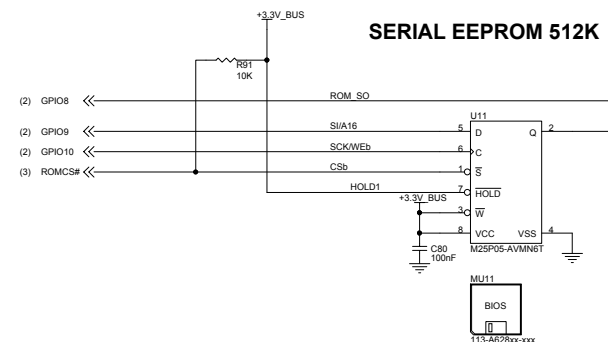 +3.3V_BUS
SERIAL EEPROM 512K
R91
10K
(2) GPIO8 ROM_SO
U11
(2) GPIO9 SI/A16 5 D Q 2
(2) GPIO10 SCK/WEb 6 C
(3) ROMCS# CSb 1 S
HOLD1 7 HOLD
+3.3V_BUS 3 W
8 VCC VSS 4
C80
100nF
M25P05-AVMN6T
MU11
BIOS
113-A628xx-xxx